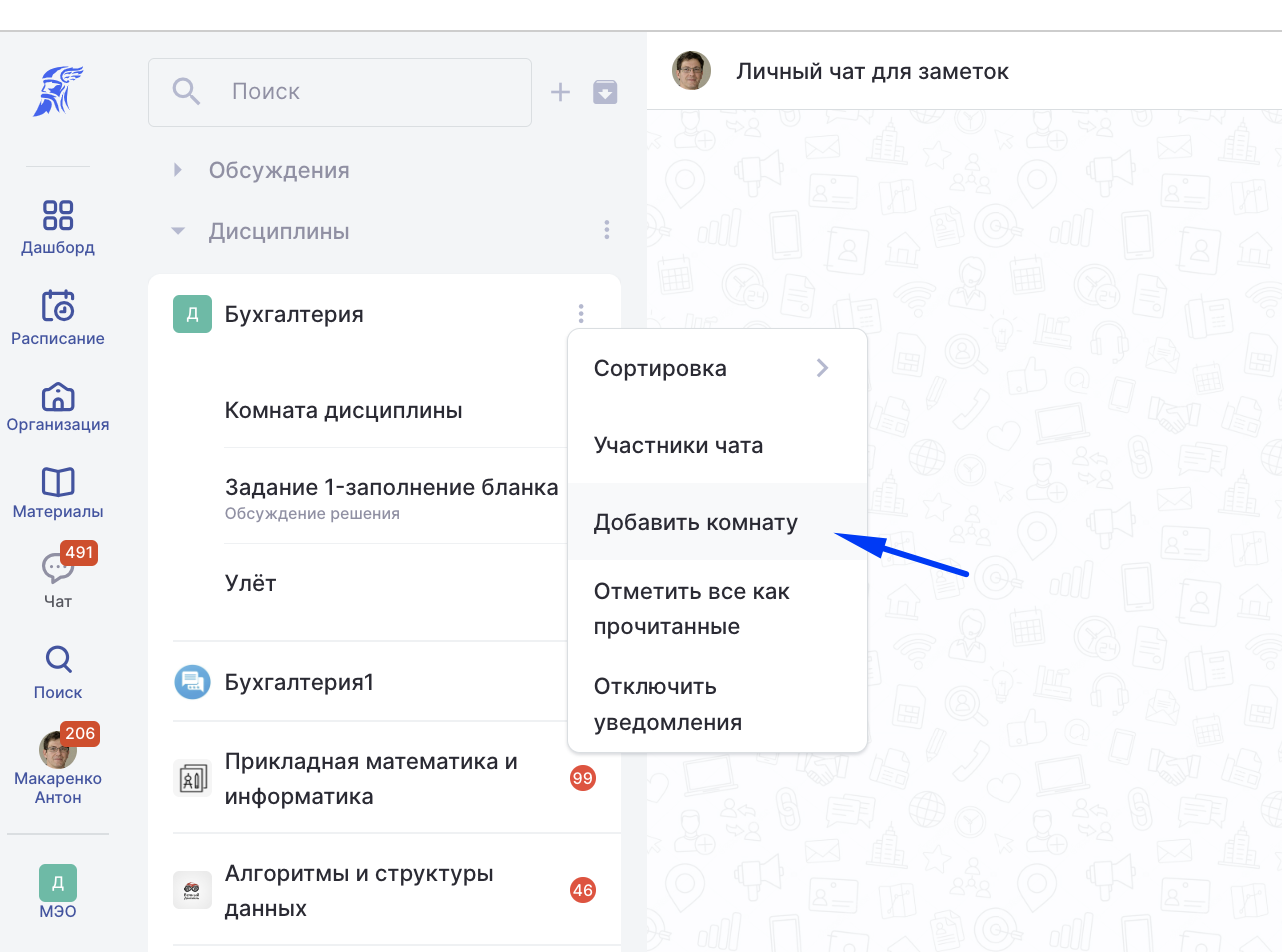 Поиск
Личный чат для заметок
Обсуждения
Дисциплины
Дашборд
Расписание
Организация
Материалы
491
Чат
Поиск
206
Макаренко
Антон
Д
МЭО
Д
Бухгалтерия
Комната дисциплины
Задание 1-заполнение бланка
Обсуждение решения
Улёт
Бухгалтерия1
Прикладная математика и
информатика
99
Алгоритмы и структуры
данных
46
Сортировка
Участники чата
Добавить комнату
Отметить все как
прочитанные
Отключить
уведомления